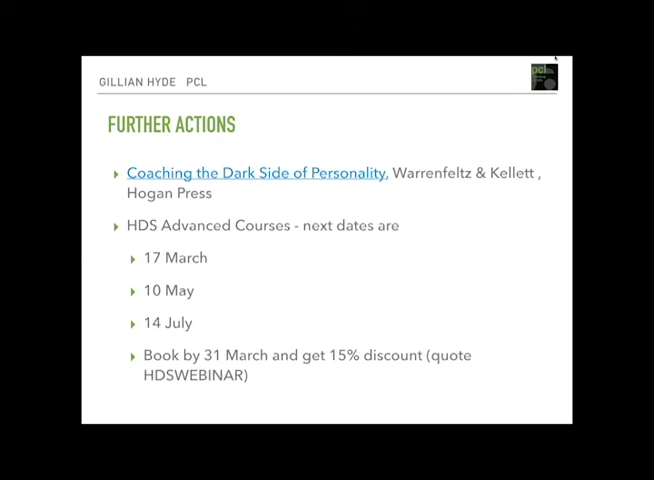 GILLIAN HYDE PCL
pcl
FURTHER ACTIONS
Coaching the Dark Side of Personality, Warrenfeltz & Kellett ,
Hogan Press
HDS Advanced Courses - next dates are
17 March
10 May
14 July
Book by 31 March and get 15% discount (quote
HDSWEBINAR)